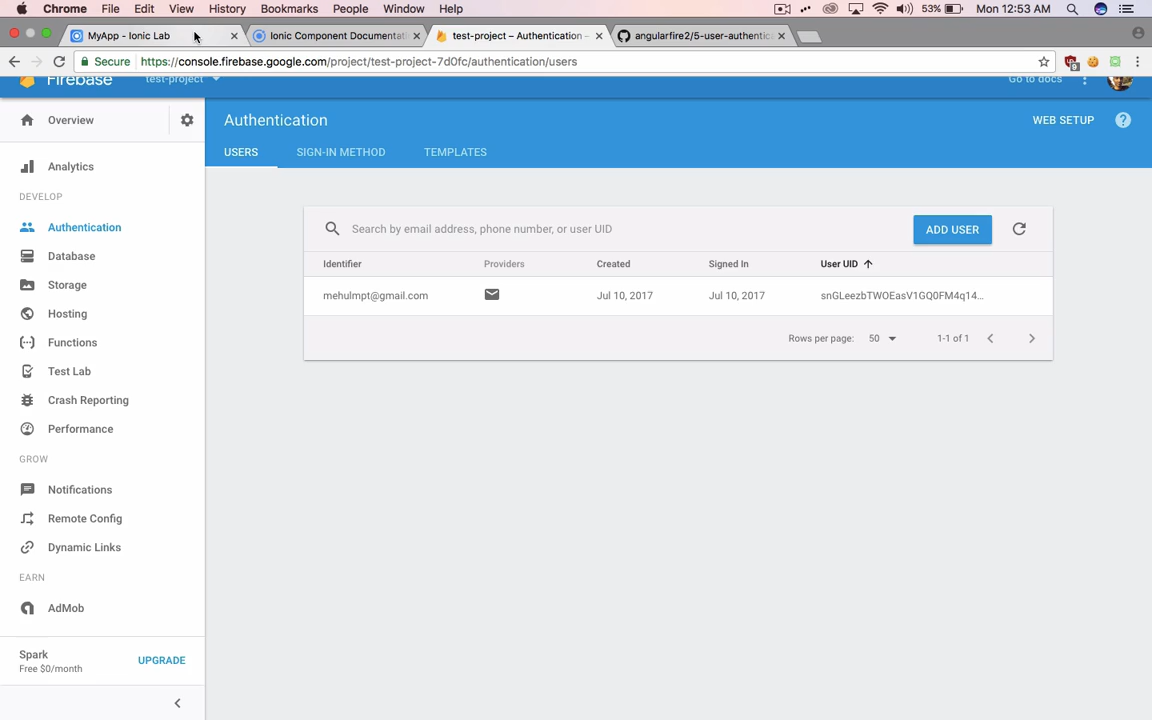 Chrome File Edit View History Bookmarks People Window Help 53% Mon 12:53 AM
MyApp - Ionic Lab Ionic Component Documentati test-project – Authentication – angularfire2/5-user-authentic
Secure https://console.firebase.google.com/project/test-project-7d0fc/authentication/users
Firebase test-project Go to docs
Overview
Authentication
WEB SETUP
USERS SIGN-IN METHOD TEMPLATES
Analytics
DEVELOP
Authentication
Database
Storage
Hosting
Functions
Test Lab
Crash Reporting
Performance
GROW
Notifications
Remote Config
Dynamic Links
EARN
AdMob
Spark
Free $0/month
UPGRADE
Search by email address, phone number, or user UID
ADD USER
Identifier Providers Created Signed In User UID
mehulmpt@gmail.com Jul 10, 2017 Jul 10, 2017 snGLeezbTWOEasV1GQ0FM4q14...
Rows per page: 50 1-1 of 1